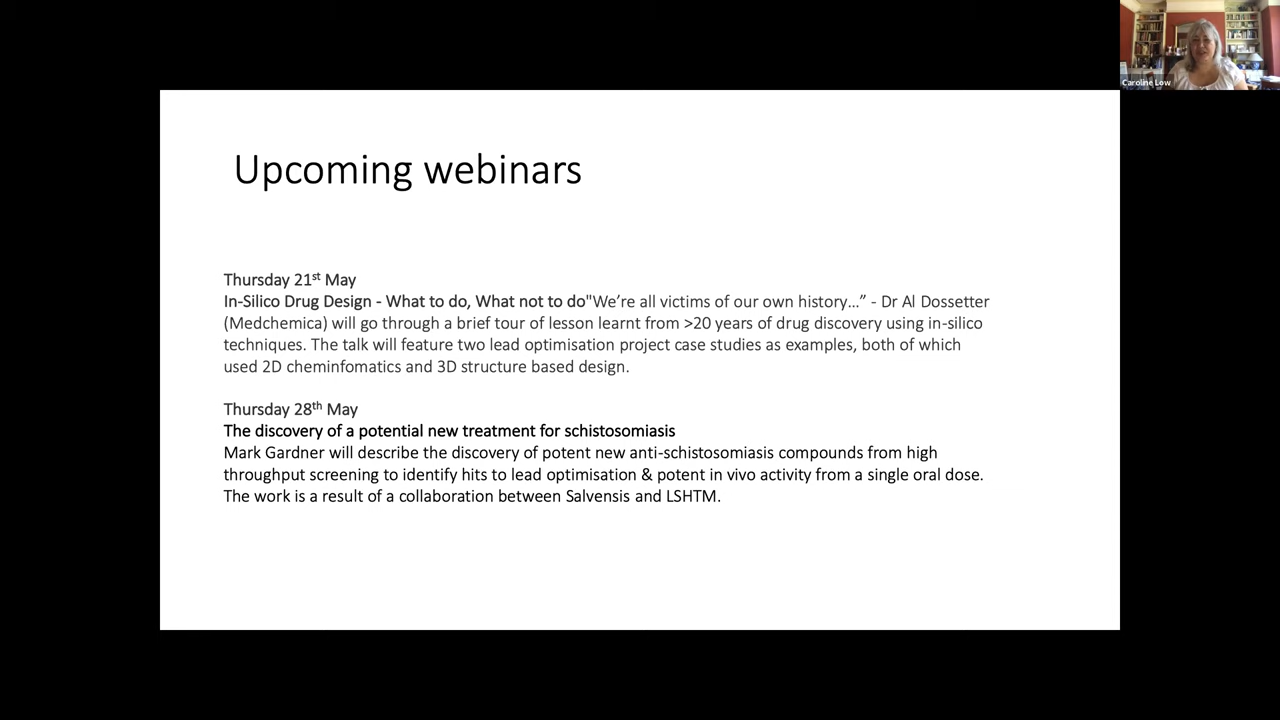 Caroline Low
Upcoming webinars
Thursday 21st May
In-Silico Drug Design - What to do, What not to do"We’re all victims of our own history…” - Dr Al Dossetter
(Medchemica) will go through a brief tour of lesson learnt from >20 years of drug discovery using in-silico
techniques. The talk will feature two lead optimisation project case studies as examples, both of which
used 2D cheminfomatics and 3D structure based design.
Thursday 28th May
The discovery of a potential new treatment for schistosomiasis
Mark Gardner will describe the discovery of potent new anti-schistosomiasis compounds from high
throughput screening to identify hits to lead optimisation & potent in vivo activity from a single oral dose.
The work is a result of a collaboration between Salvensis and LSHTM.